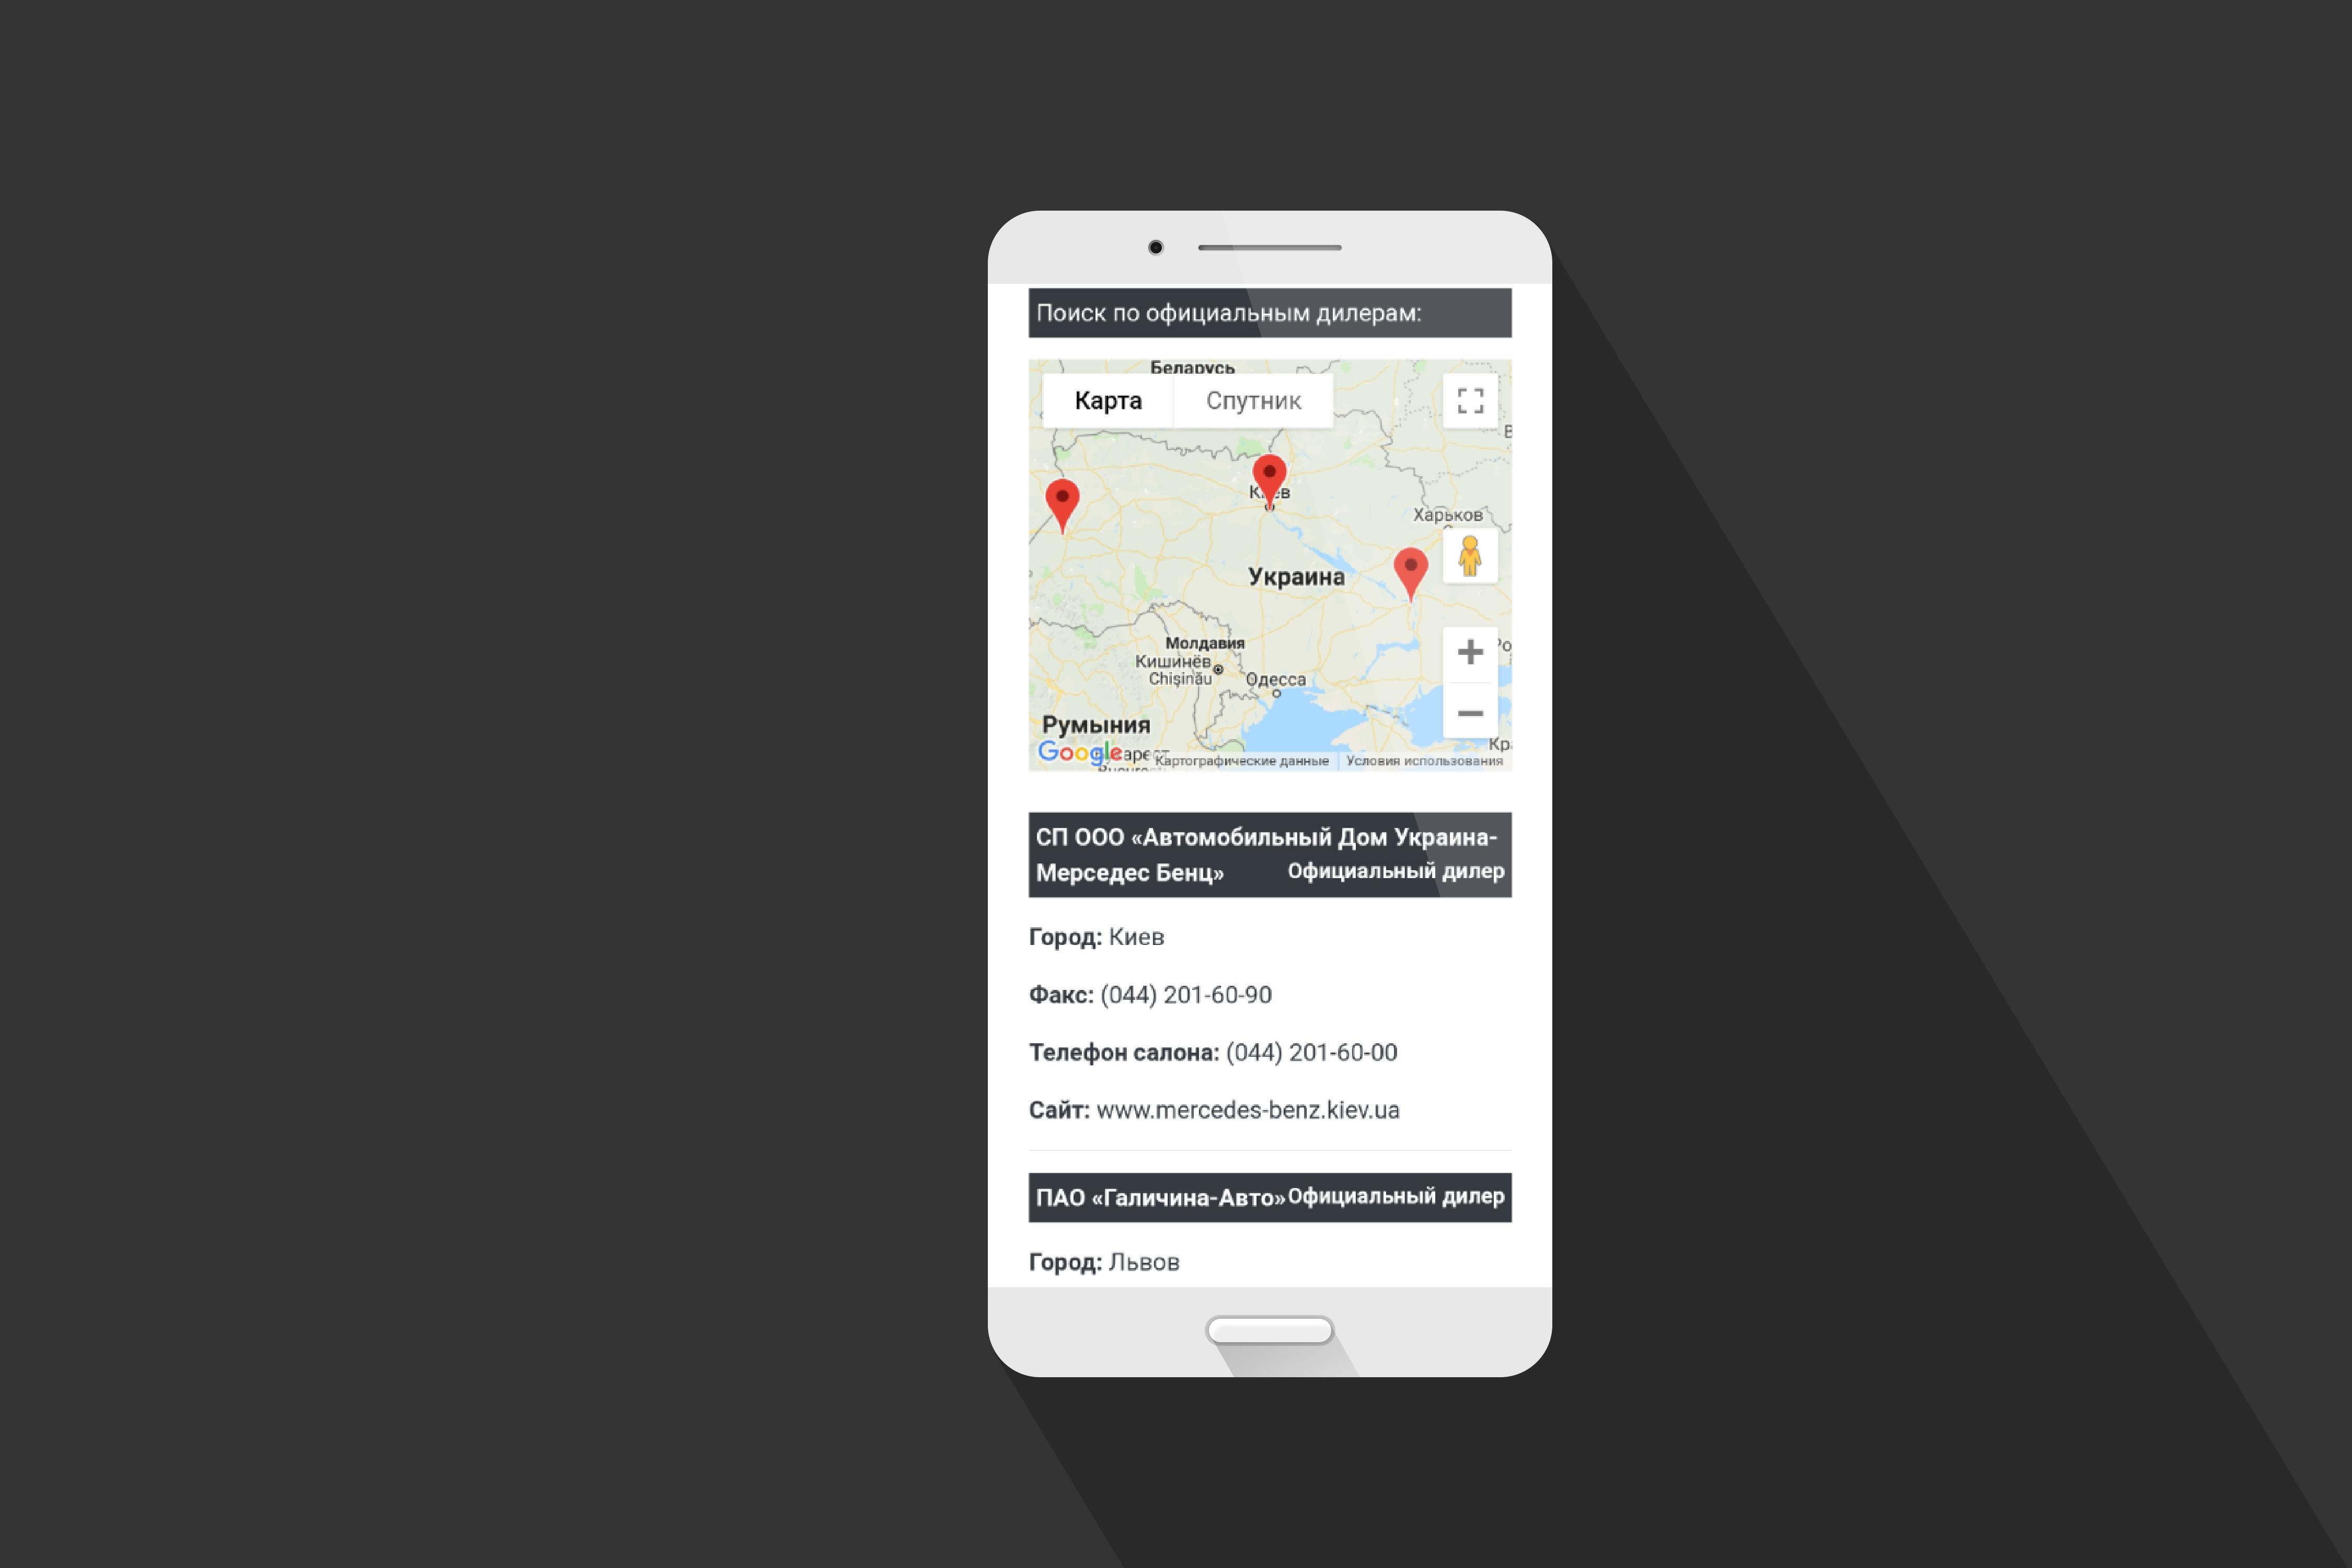 Поиск по официальным дилерам:
Беларусь
Карта Спутник
Киев
Харьков
Украина
Молдавия
Кишинёв
Chișinău
Одесса
Румыния
Google
Картографические данные Условия использования
СП ООО «Автомобильный Дом Украина-
Мерседес Бенц» Официальный дилер
Город: Киев
Факс: (044) 201-60-90
Телефон салона: (044) 201-60-00
Сайт: www.mercedes-benz.kiev.ua
ПАО «Галичина-Авто» Официальный дилер
Город: Львов